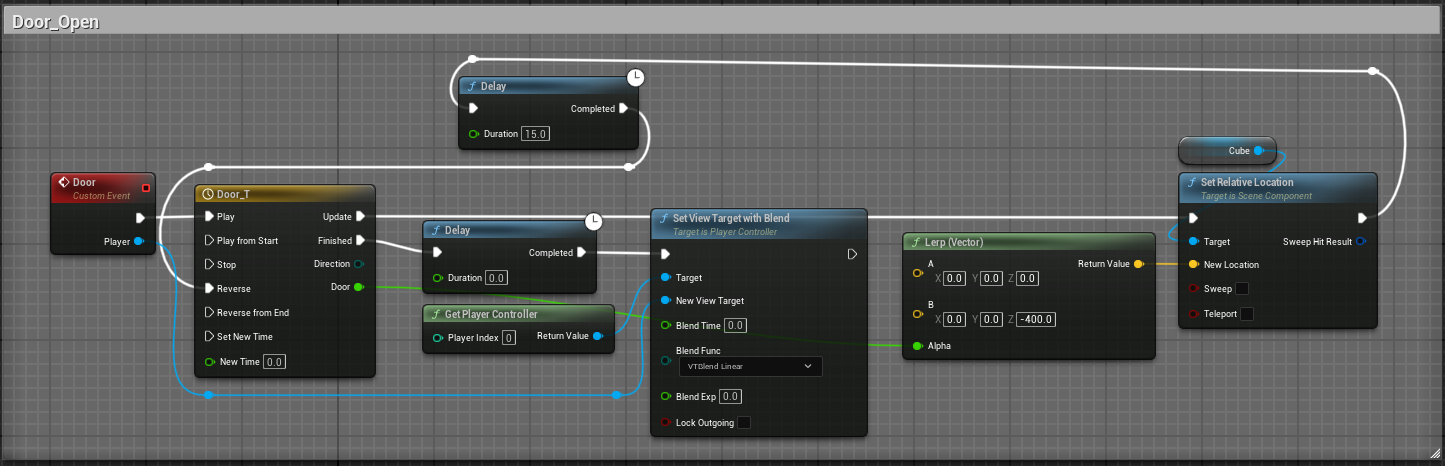 Door_Open
Delay
Completed
Duration 15.0
Door
Custom Event
Player
Door_T
Play Update
Play from Start Finished
Stop Direction
Reverse Door
Reverse from End
Set New Time
New Time 0.0
Delay
Completed
Duration 0.0
Get Player Controller
Player Index 0 Return Value
Set View Target with Blend
Target is Player Controller
Target
New View Target
Blend Time 0.0
Blend Func
VTBlend Linear
Blend Exp 0.0
Lock Outgoing
Lerp (Vector)
A Return Value
X 0.0 Y 0.0 Z 0.0
B
X 0.0 Y 0.0 Z -400.0
Alpha
Cube
Set Relative Location
Target is Scene Component
Target Sweep Hit Result
New Location
Sweep
Teleport